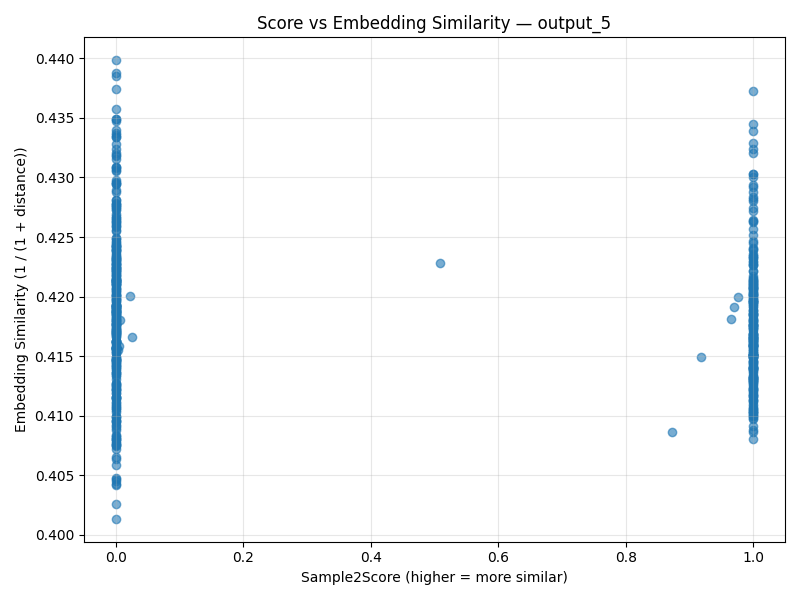 Score vs Embedding Similarity — output_5
0.440
0.435
0.430
0.425
0.420
0.415
0.410
0.405
0.400
Embedding Similarity (1 / (1 + distance))
0.0 0.2 0.4 0.6 0.8 1.0
Sample2Score (higher = more similar)